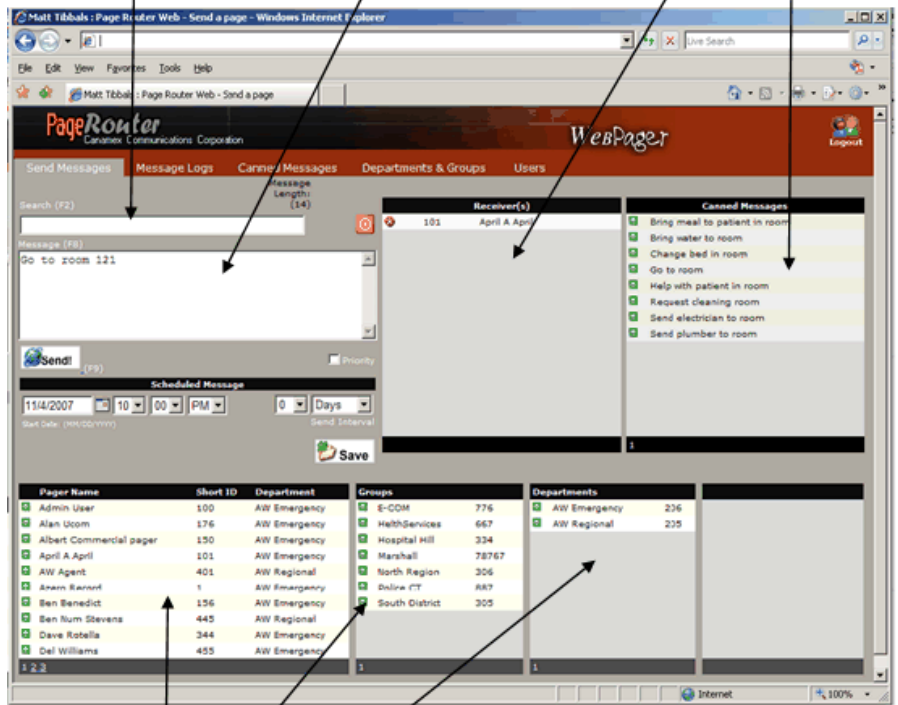 Matt Tibbals : Page Router Web - Send a page - Windows Internet Explorer
Live Search
File Edit View Favorites Tools Help
Matt Tibbals : Page Router Web - Send a page
PageRouter
Canamex Communications Corporation
WebPager
Logout
Send Messages Message Logs Canned Messages Departments & Groups Users
Message
Length:
(14)
Search (F2)
Message (F8)
Go to room 121
Send!
(F9)
Priority
Scheduled Message
11/4/2007 10 00 PM 0 Days
Start Date: (MM/DD/YYYY) Send Interval
Save
Receiver(s)
101 April A April
Canned Messages
Bring meal to patient in room
Bring water to room
Change bed in room
Go to room
Help with patient in room
Request cleaning room
Send electrician to room
Send plumber to room
1
Pager Name Short ID Department
Admin User 100 AW Emergency
Alan Ucom 176 AW Emergency
Albert Commercial pager 150 AW Emergency
April A April 101 AW Emergency
AW Agent 401 AW Regional
Record 1 AW Emergency
Ben Benedict 156 AW Emergency
Ben Num Stevens 445 AW Regional
Dave Rotella 344 AW Emergency
Del Williams 455 AW Emergency
1 2 3
Groups
E-COM 776
HelthServices 667
Hospital Hill 334
Marshall 78767
North Region 306
Police CT 887
South District 305
1
Departments
AW Emergency 236
AW Regional 235
1
Internet 100%